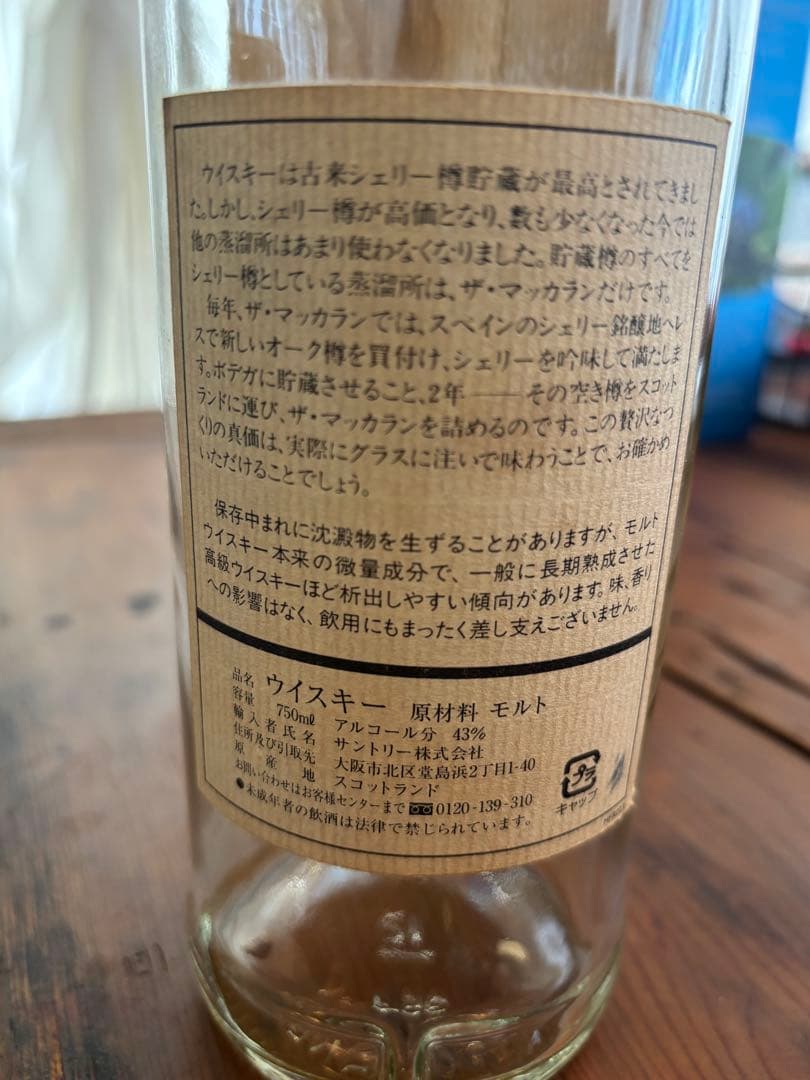 ウイスキーは古来シェリー樽貯蔵が最高とされてきまし
た。しかし、シェリー樽が高価となり、数も少なくなった今では
他の蒸溜所はあまり使わなくなりました。貯蔵樽のすべてを
シェリー樽としている蒸溜所は、ザ・マッカランだけです。
毎年、ザ・マッカランでは、スペインのシェリー銘醸地ヘレ
スで新しいオーク樽を買付け、シェリーを吟味して満たしま
す。ボデガに貯蔵させること、2年——その空き樽をスコット
ランドに運び、ザ・マッカランを詰めるのです。この贅沢なつ
くりの真価は、実際にグラスに注いで味わうことで、お確かめ
いただけることでしょう。
保存中まれに沈澱物を生ずることがありますが、モルト
ウイスキー本来の微量成分で、一般に長期熟成させた
高級ウイスキーほど析出しやすい傾向があります。味、香り
への影響はなく、飲用にもまったく差し支えございません。
品名 ウイスキー 原材料 モルト
容量 750mℓ アルコール分 43%
輸入者氏名 サントリー株式会社
住所及び引取先 大阪市北区堂島浜2丁目1-40
原産地 スコットランド
お問い合わせはお客様センターまで 0120-139-310
●未成年者の飲酒は法律で禁じられています。
プラ
キャップ